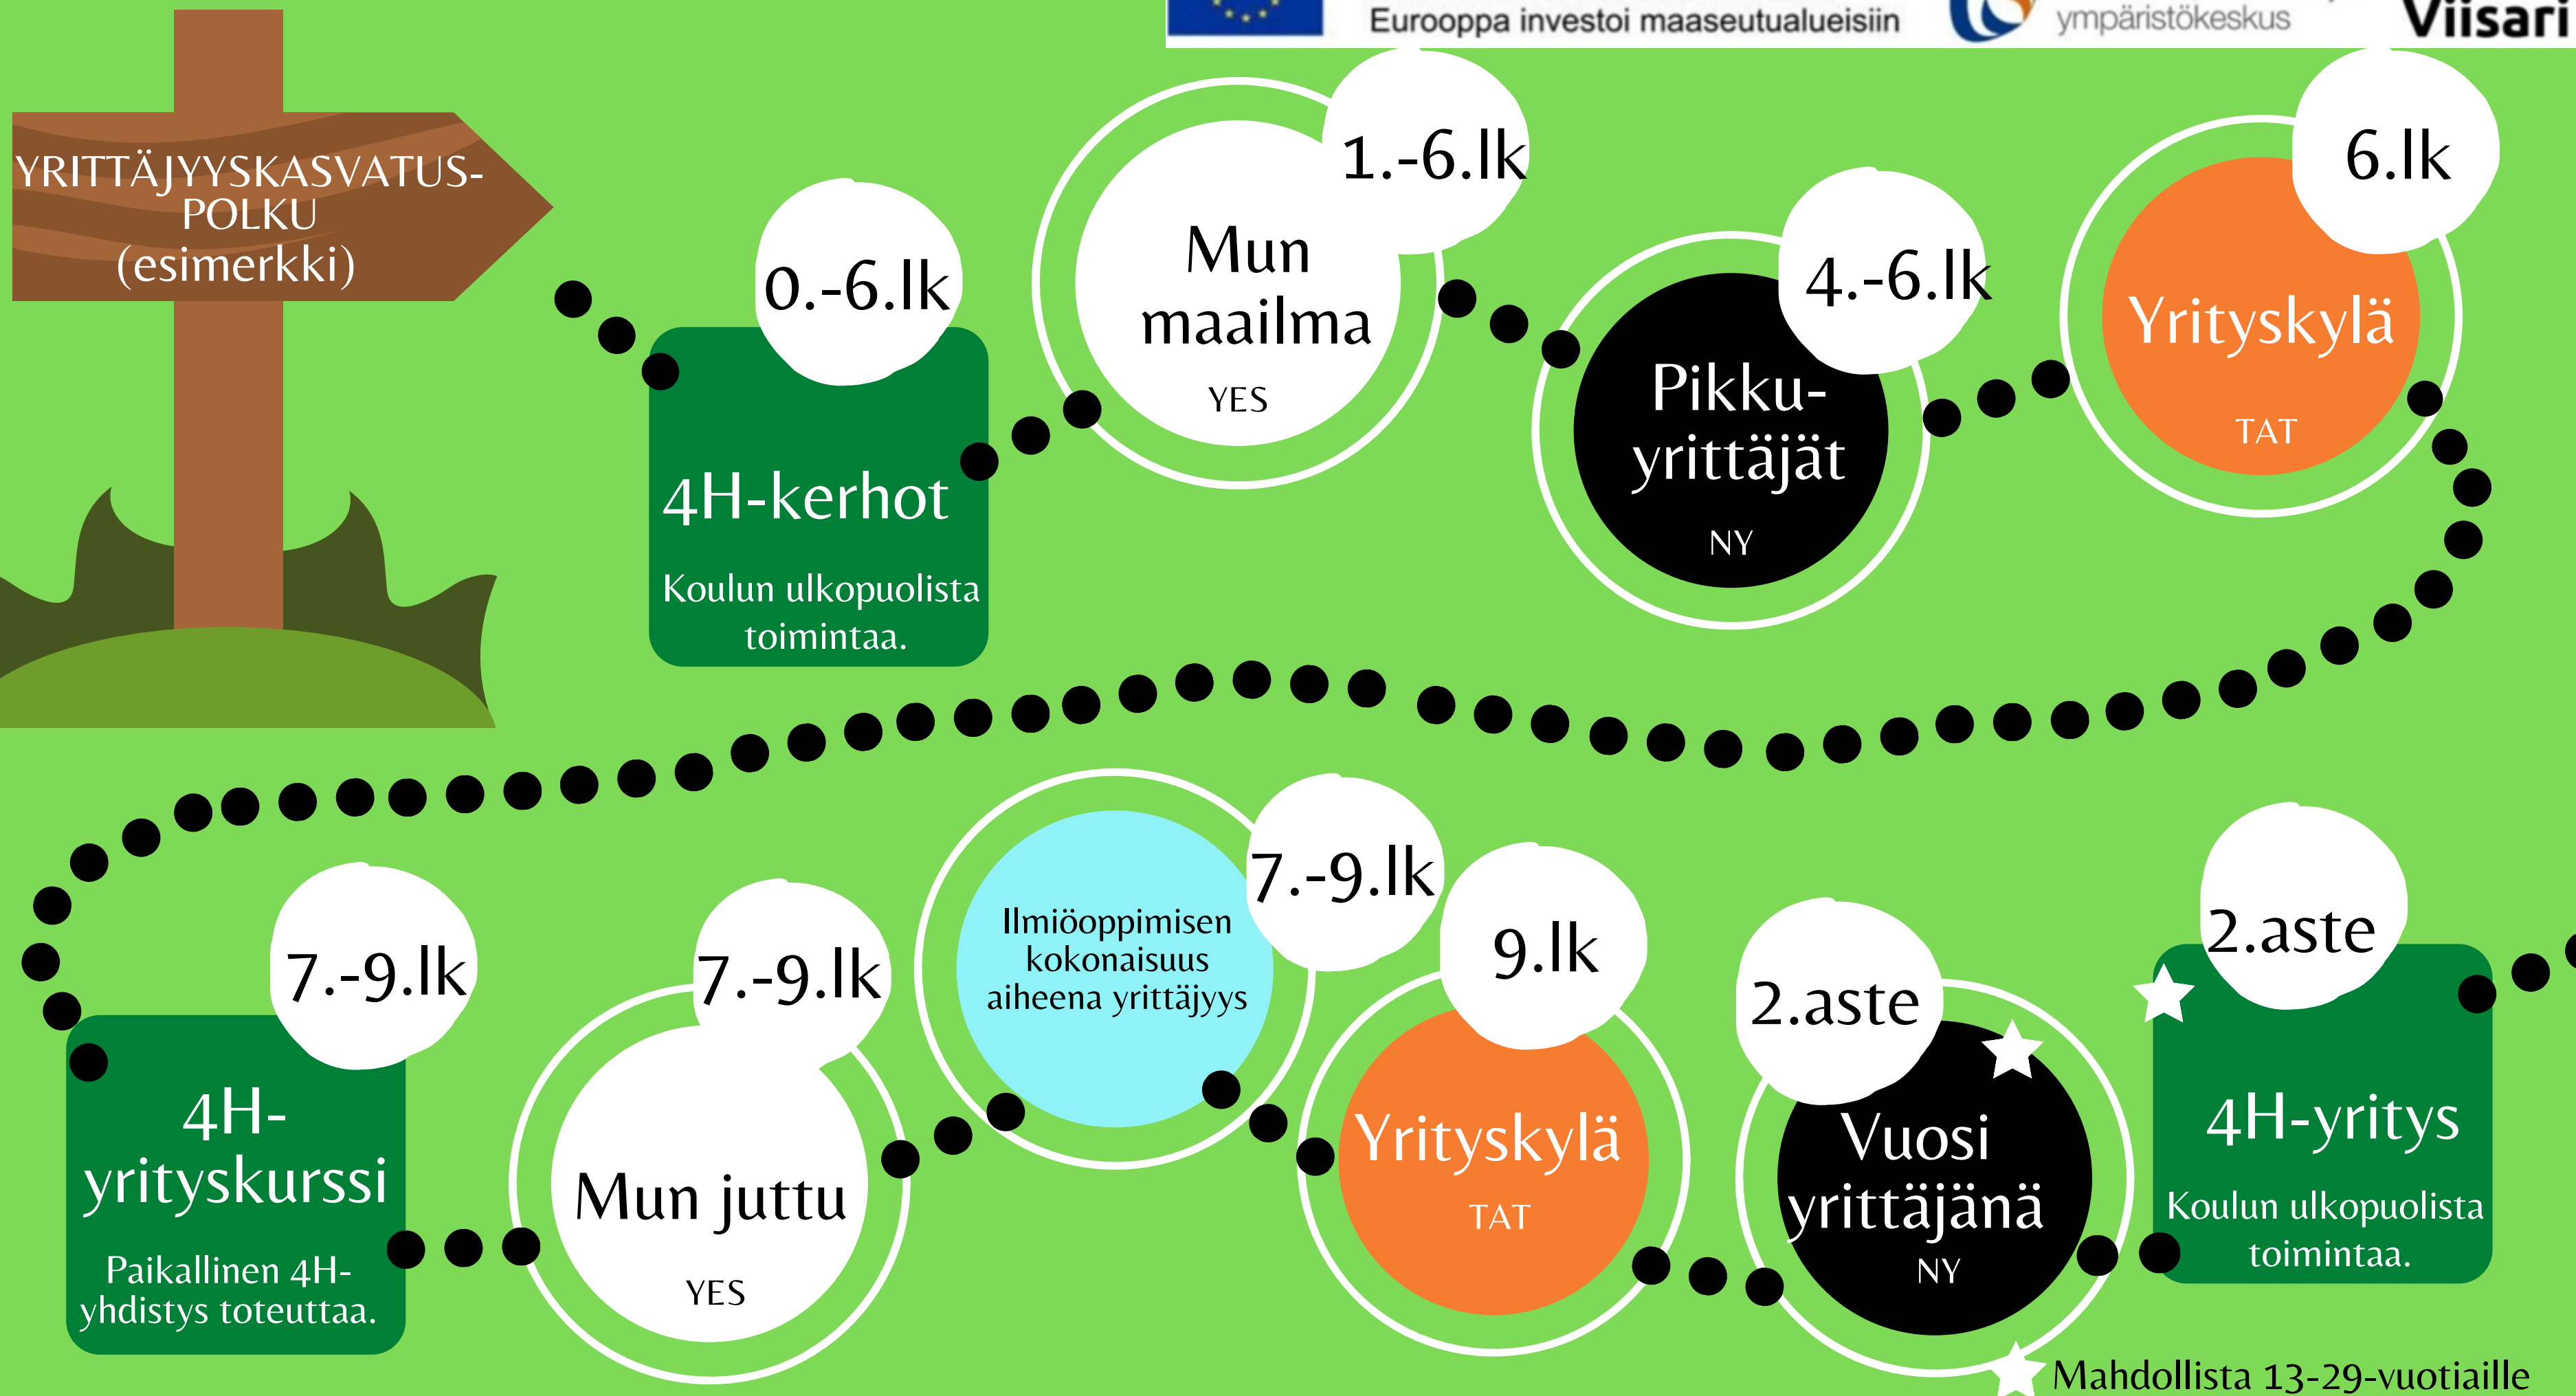 Eurooppa investoi maaseutualueisiin
ympäristökeskus
Viisari
YRITTÄJYYSKASVATUS-
POLKU
(esimerkki)
0.-6.lk
4H-kerhot
Koulun ulkopuolista
toimintaa.
1.-6.lk
Mun
maailma
YES
4.-6.lk
Pikku-
yrittäjät
NY
6.lk
Yrityskylä
TAT
7.-9.lk
4H-
yrityskurssi
Paikallinen 4H-
yhdistys toteuttaa.
7.-9.lk
Mun juttu
YES
7.-9.lk
Ilmiöoppimisen
kokonaisuus
aiheena yrittäjyys
9.lk
Yrityskylä
TAT
2.aste
Vuosi
yrittäjänä
NY
2.aste
4H-yritys
Koulun ulkopuolista
toimintaa.
Mahdollista 13-29-vuotiaille